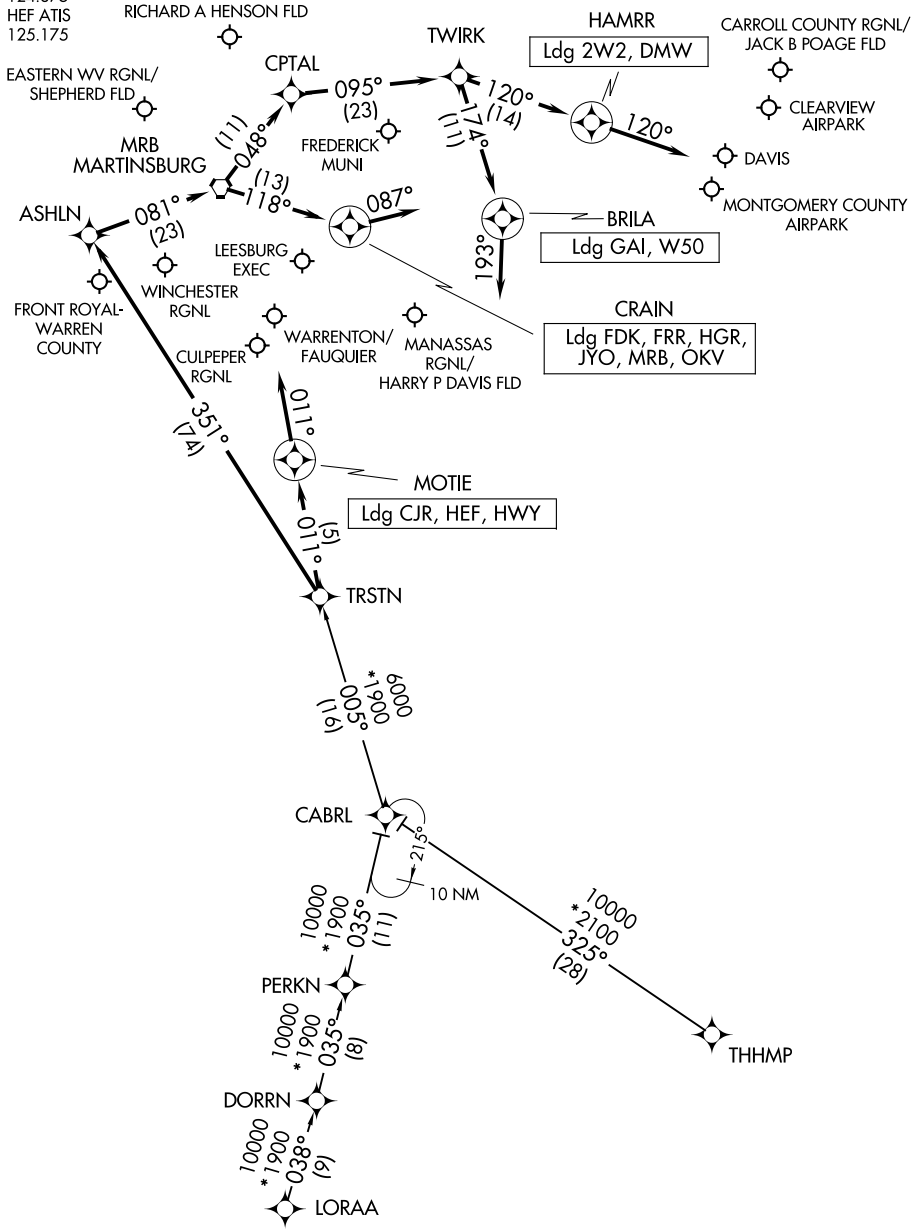 HEF ATIS
125.175
RICHARD A HENSON FLD
EASTERN WV RGNL/
SHEPHERD FLD
CPTAL
TWIRK
HAMRR
Ldg 2W2, DMW
CARROLL COUNTY RGNL/
JACK B POAGE FLD
CLEARVIEW
AIRPARK
DAVIS
MONTGOMERY COUNTY
AIRPARK
095°
(23)
120°
(14)
120°
174°
(11)
(11)
048°
FREDERICK
MUNI
MRB
MARTINSBURG
(13)
118°
087°
ASHLN
081°
(23)
BRILA
Ldg GAI, W50
193°
LEESBURG
EXEC
WINCHESTER
RGNL
FRONT ROYAL-
WARREN
COUNTY
CRAIN
Ldg FDK, FRR, HGR,
JYO, MRB, OKV
WARRENTON/
FAUQUIER
CULPEPER
RGNL
MANASSAS
RGNL/
HARRY P DAVIS FLD
351°
(74)
011°
MOTIE
Ldg CJR, HEF, HWY
(5)
011°
TRSTN
6000
*1900
005°
(16)
CABRL
215°
10 NM
10000
*1900
035°
(11)
10000
*2100
325°
(28)
PERKN
THHMP
10000
*1900
035°
(8)
DORRN
10000
*1900
038°
(9)
LORAA